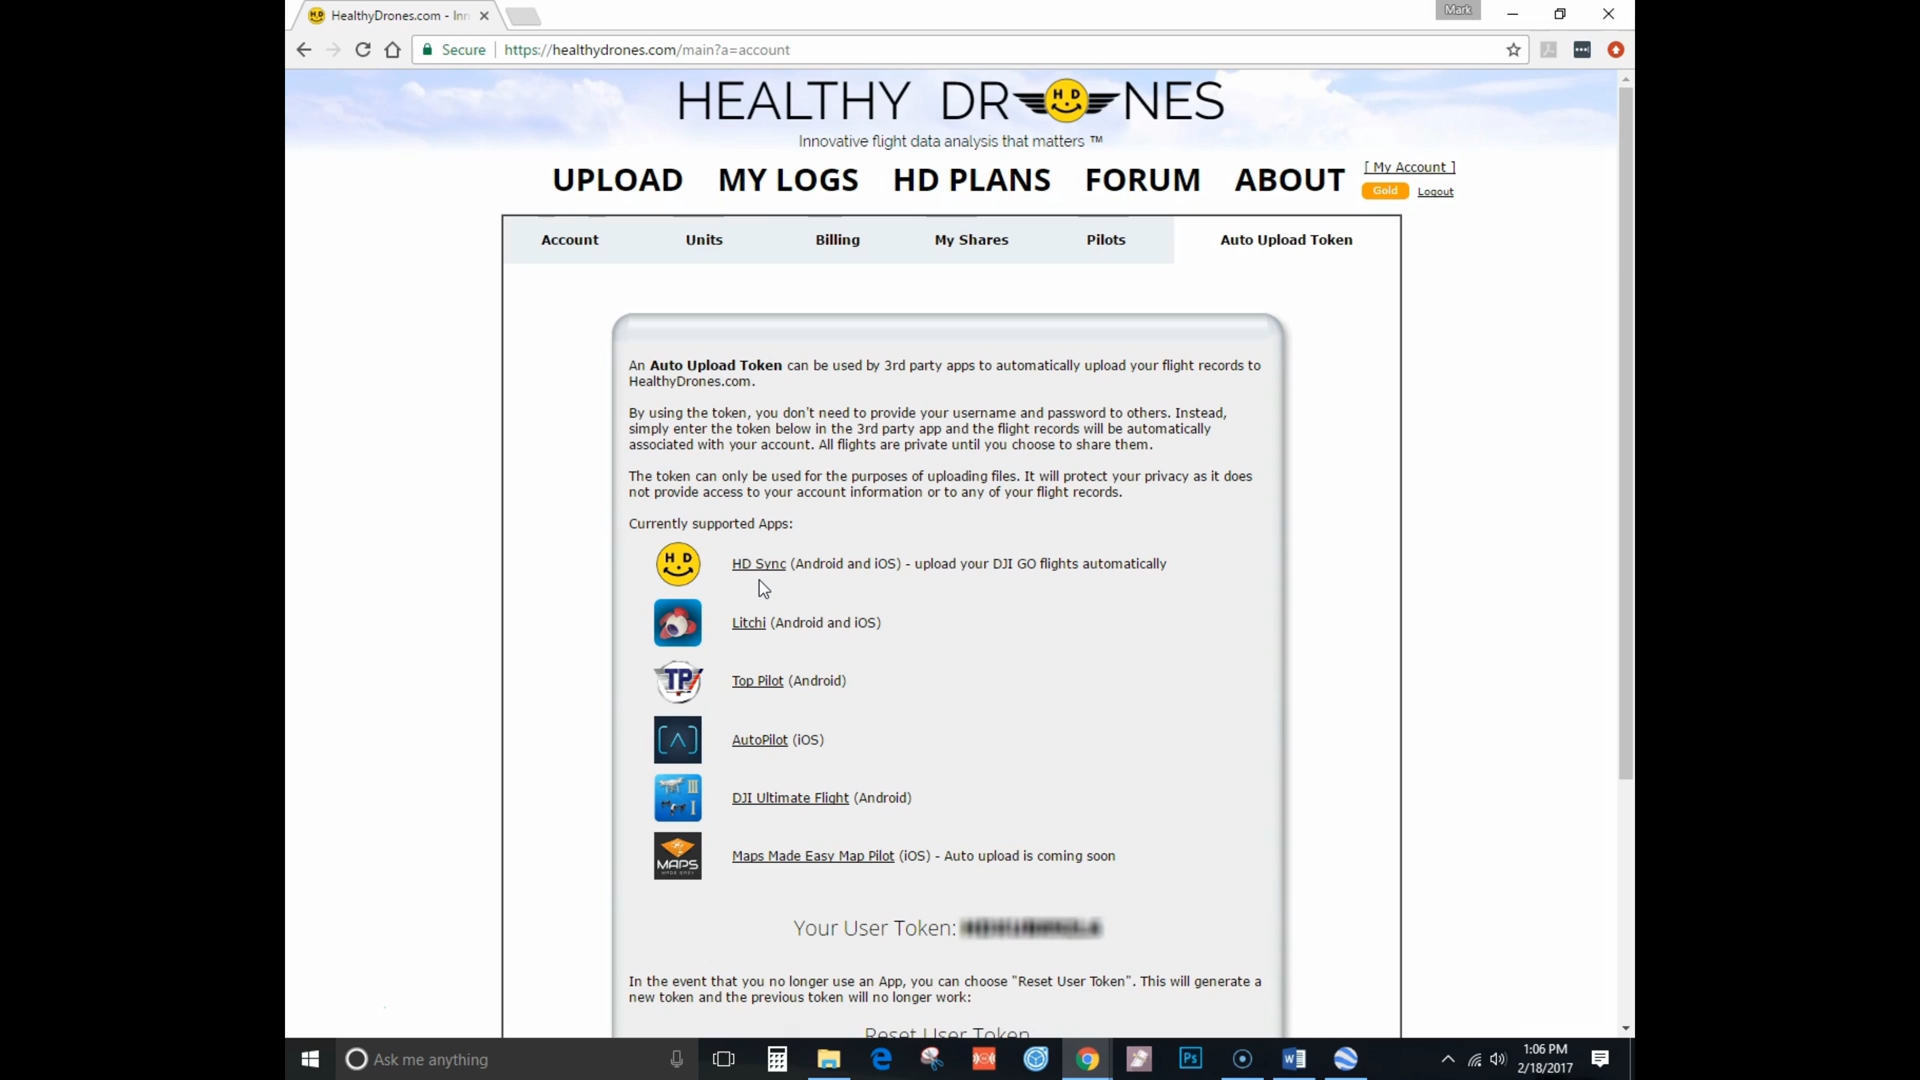 HealthyDrones.com - Inn
Mark
Secure
https://healthydrones.com/main?a=account
HEALTHY DR HD NES
Innovative flight data analysis that matters ™
UPLOAD MY LOGS HD PLANS FORUM ABOUT
[ My Account ]
Gold Logout
Account Units Billing My Shares Pilots Auto Upload Token
An Auto Upload Token can be used by 3rd party apps to automatically upload your flight records to
HealthyDrones.com.
By using the token, you don't need to provide your username and password to others. Instead,
simply enter the token below in the 3rd party app and the flight records will be automatically
associated with your account. All flights are private until you choose to share them.
The token can only be used for the purposes of uploading files. It will protect your privacy as it does
not provide access to your account information or to any of your flight records.
Currently supported Apps:
HD
HD Sync (Android and iOS) - upload your DJI GO flights automatically
Litchi (Android and iOS)
TP
Top Pilot (Android)
AutoPilot (iOS)
III
I
DJI Ultimate Flight (Android)
MAPS
MADE EASY
Maps Made Easy Map Pilot (iOS) - Auto upload is coming soon
Your User Token:
In the event that you no longer use an App, you can choose "Reset User Token". This will generate a
new token and the previous token will no longer work:
Reset User Token
Ask me anything
Ps
W
1:06 PM
2/18/2017